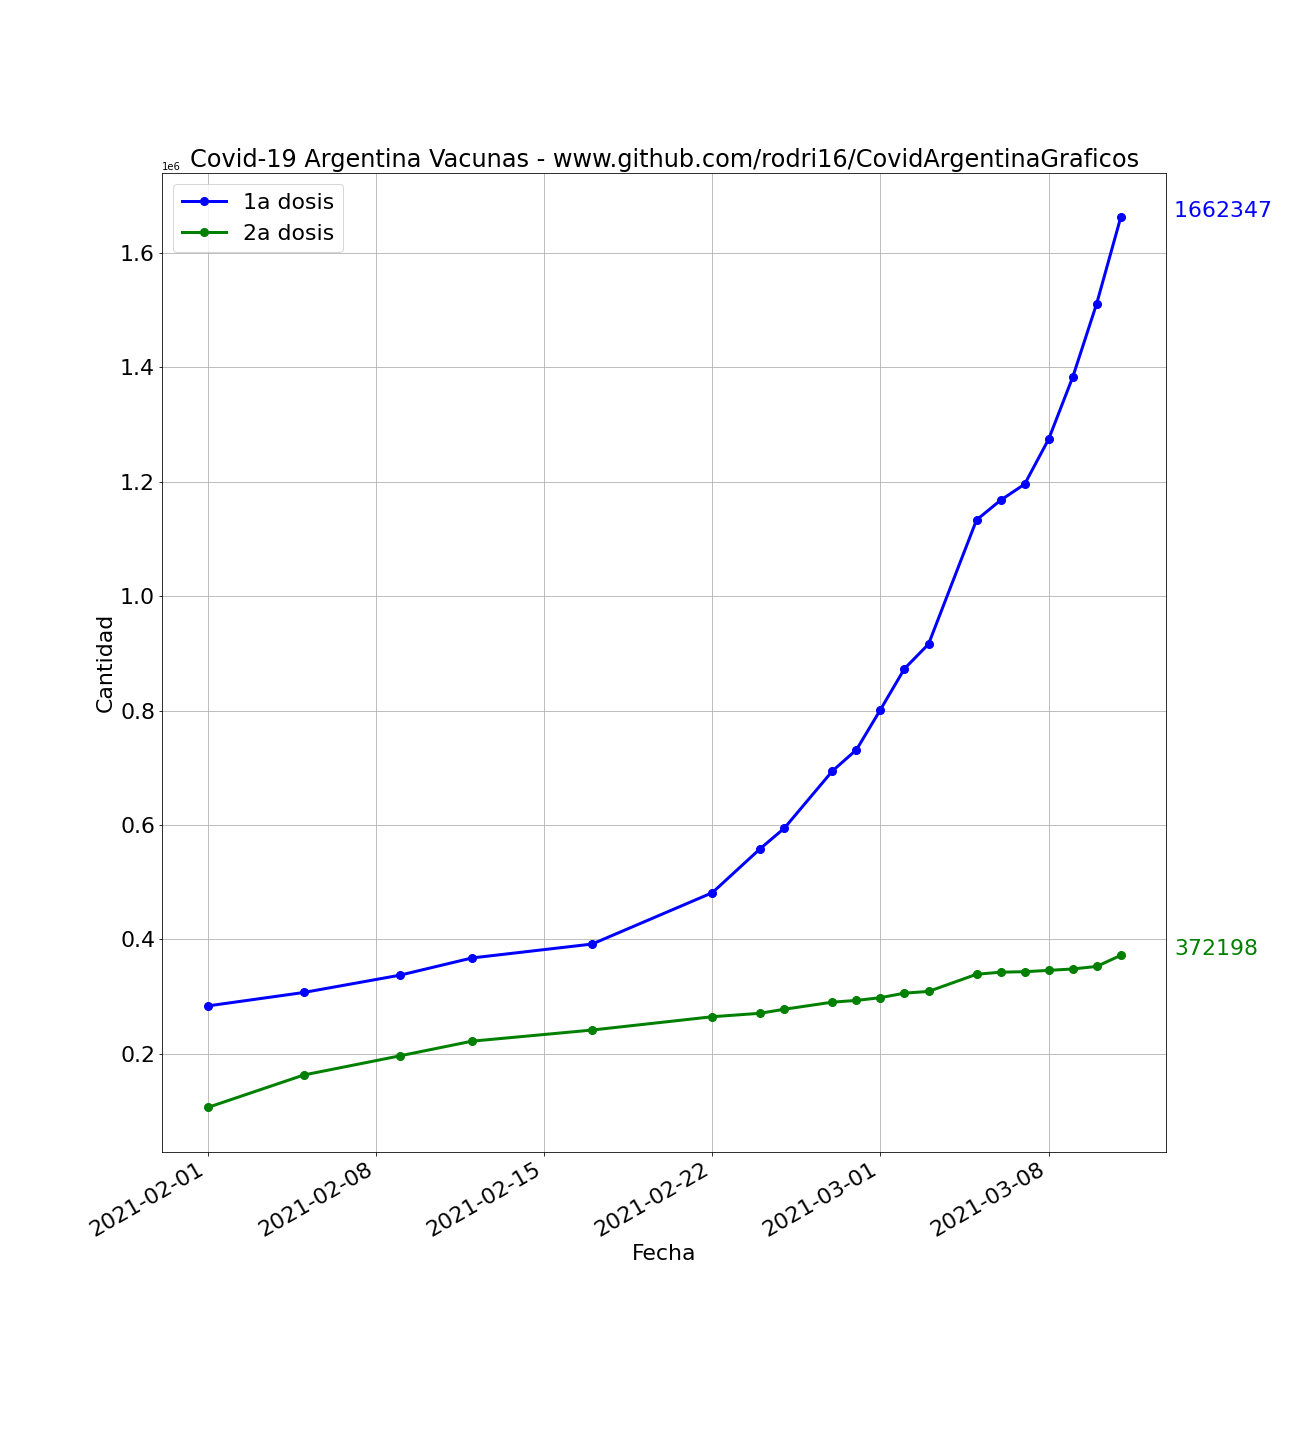 Covid-19 Argentina Vacunas - www.github.com/rodri16/CovidArgentinaGraficos
1e6
1a dosis
2a dosis
1662347
372198
1.6
1.4
1.2
1.0
0.8
0.6
0.4
0.2
Cantidad
2021-02-01
2021-02-08
2021-02-15
2021-02-22
2021-03-01
2021-03-08
Fecha